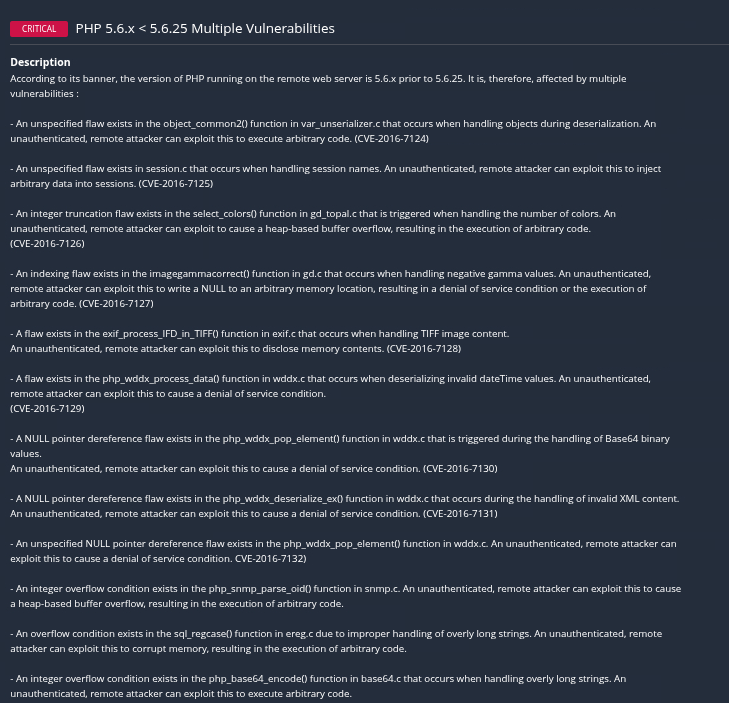 CRITICAL PHP 5.6.x < 5.6.25 Multiple Vulnerabilities
Description
According to its banner, the version of PHP running on the remote web server is 5.6.x prior to 5.6.25. It is, therefore, affected by multiple
vulnerabilities :
- An unspecified flaw exists in the object_common2() function in var_unserializer.c that occurs when handling objects during deserialization. An
unauthenticated, remote attacker can exploit this to execute arbitrary code. (CVE-2016-7124)
- An unspecified flaw exists in session.c that occurs when handling session names. An unauthenticated, remote attacker can exploit this to inject
arbitrary data into sessions. (CVE-2016-7125)
- An integer truncation flaw exists in the select_colors() function in gd_topal.c that is triggered when handling the number of colors. An
unauthenticated, remote attacker can exploit to cause a heap-based buffer overflow, resulting in the execution of arbitrary code.
(CVE-2016-7126)
- An indexing flaw exists in the imagegammacorrect() function in gd.c that occurs when handling negative gamma values. An unauthenticated,
remote attacker can exploit this to write a NULL to an arbitrary memory location, resulting in a denial of service condition or the execution of
arbitrary code. (CVE-2016-7127)
- A flaw exists in the exif_process_IFD_in_TIFF() function in exif.c that occurs when handling TIFF image content.
An unauthenticated, remote attacker can exploit this to disclose memory contents. (CVE-2016-7128)
- A flaw exists in the php_wddx_process_data() function in wddx.c that occurs when deserializing invalid dateTime values. An unauthenticated,
remote attacker can exploit this to cause a denial of service condition.
(CVE-2016-7129)
- A NULL pointer dereference flaw exists in the php_wddx_pop_element() function in wddx.c that is triggered during the handling of Base64 binary
values.
An unauthenticated, remote attacker can exploit this to cause a denial of service condition. (CVE-2016-7130)
- A NULL pointer dereference flaw exists in the php_wddx_deserialize_ex() function in wddx.c that occurs during the handling of invalid XML content.
An unauthenticated, remote attacker can exploit this to cause a denial of service condition. (CVE-2016-7131)
- An unspecified NULL pointer dereference flaw exists in the php_wddx_pop_element() function in wddx.c. An unauthenticated, remote attacker can
exploit this to cause a denial of service condition. CVE-2016-7132)
- An integer overflow condition exists in the php_snmp_parse_oid() function in snmp.c. An unauthenticated, remote attacker can exploit this to cause
a heap-based buffer overflow, resulting in the execution of arbitrary code.
- An overflow condition exists in the sql_regcase() function in ereg.c due to improper handling of overly long strings. An unauthenticated, remote
attacker can exploit this to corrupt memory, resulting in the execution of arbitrary code.
- An integer overflow condition exists in the php_base64_encode() function in base64.c that occurs when handling overly long strings. An
unauthenticated, remote attacker can exploit this to execute arbitrary code.